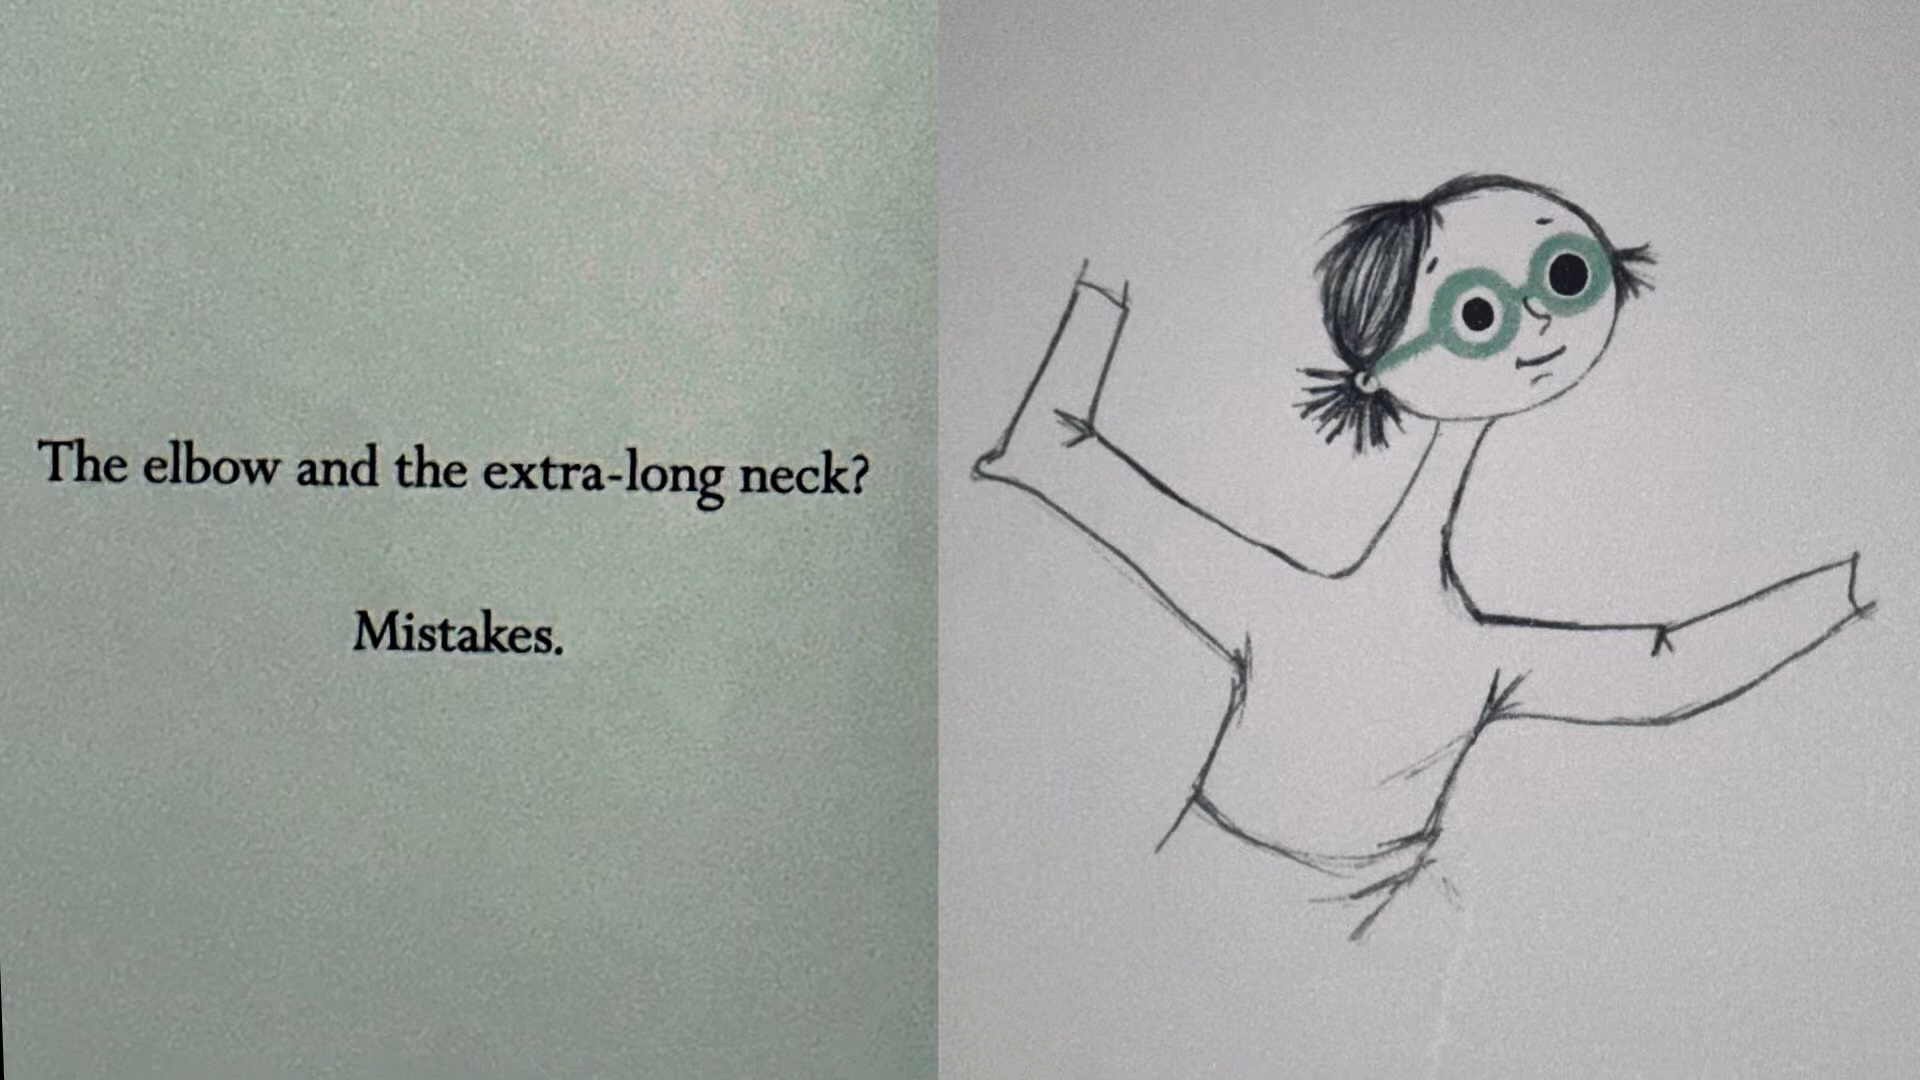 The elbow and the extra-long neck?
Mistakes.